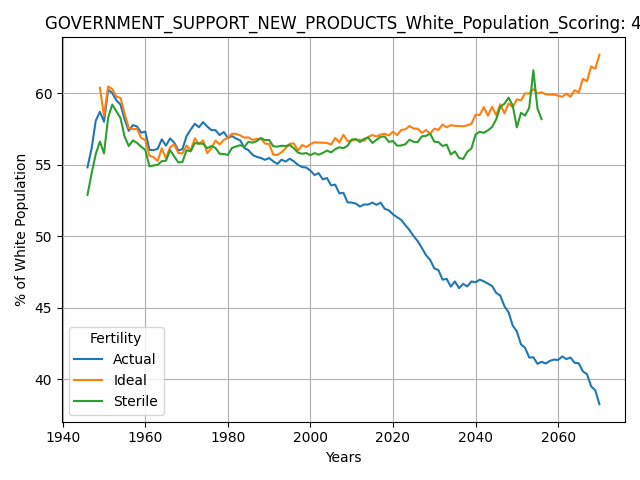 GOVERNMENT_SUPPORT_NEW_PRODUCTS_White_Population_Scoring: 4
% of White Population
60
55
50
45
40
Fertility
Actual
Ideal
Sterile
1940
1960
1980
2000
2020
2040
2060
Years